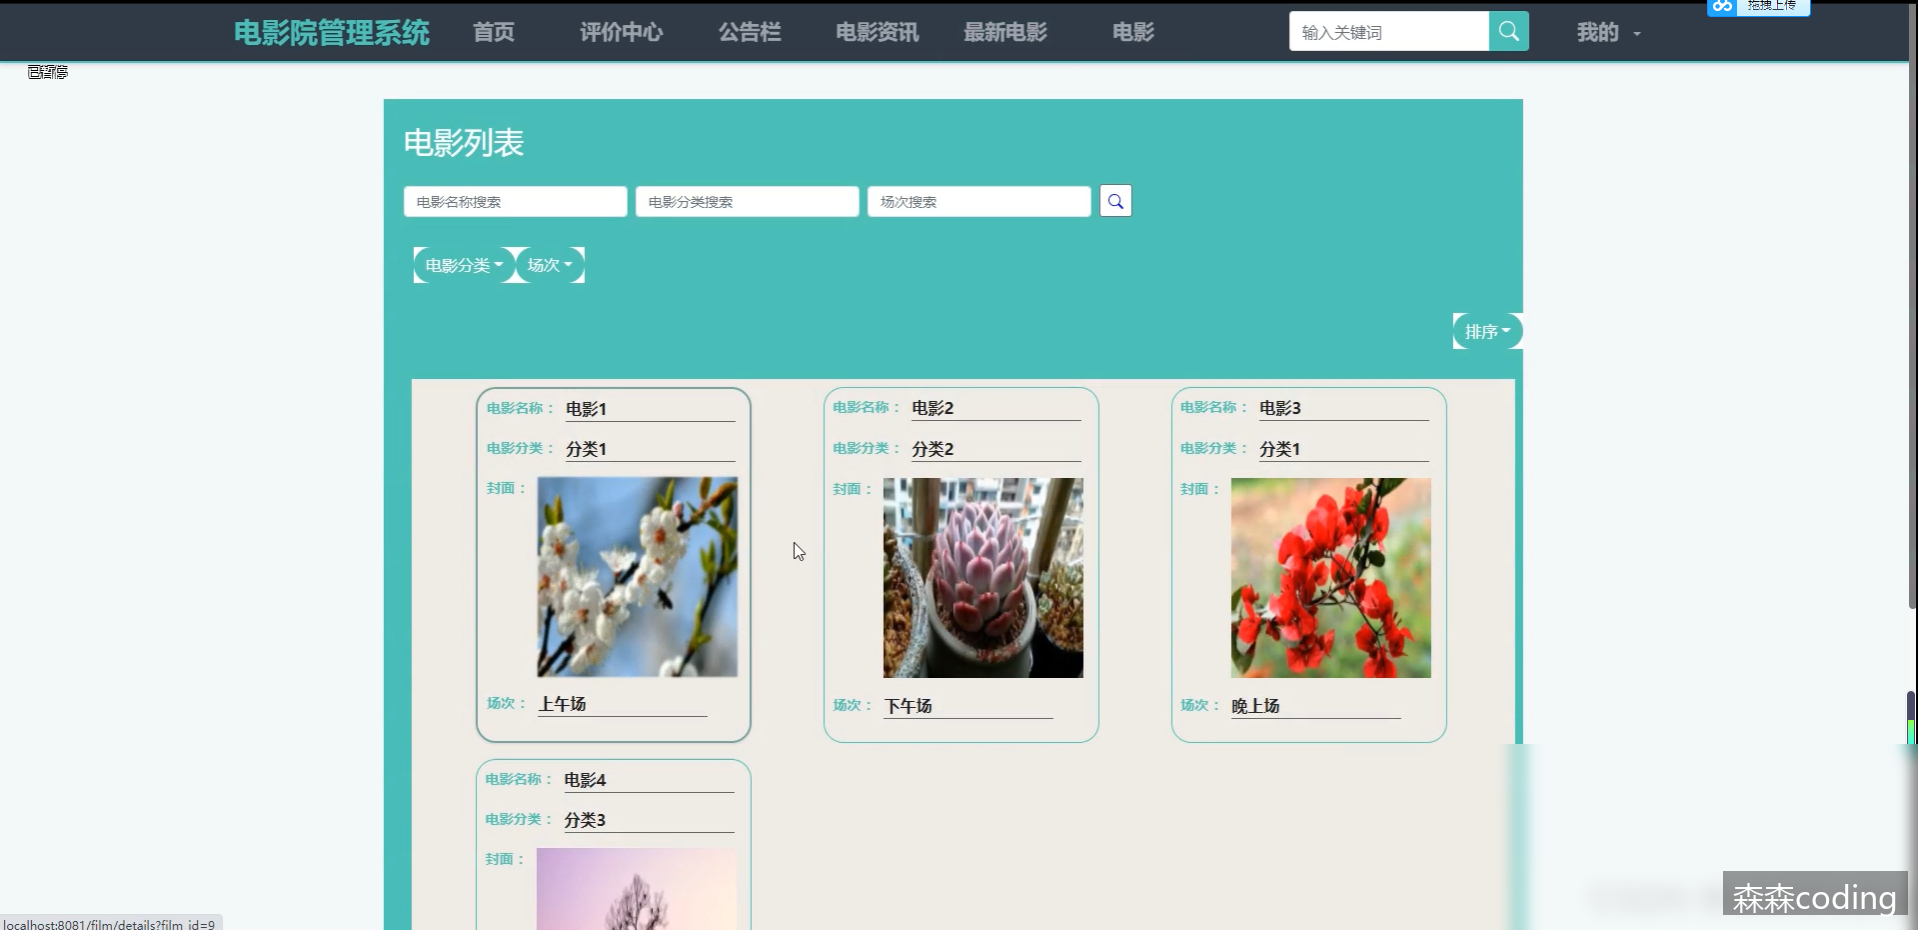 拖拽上传
电影院管理系统 首页 评价中心 公告栏 电影资讯 最新电影 电影 输入关键词 我的
已暂停
电影列表
电影名称搜索 电影分类搜索 场次搜索
电影分类 场次
排序
电影名称： 电影1
电影分类： 分类1
封面：
场次： 上午场
电影名称： 电影2
电影分类： 分类2
封面：
场次： 下午场
电影名称： 电影3
电影分类： 分类1
封面：
场次： 晚上场
电影名称： 电影4
电影分类： 分类3
封面：
森森coding
localhost:8081/film/details?film_id=9